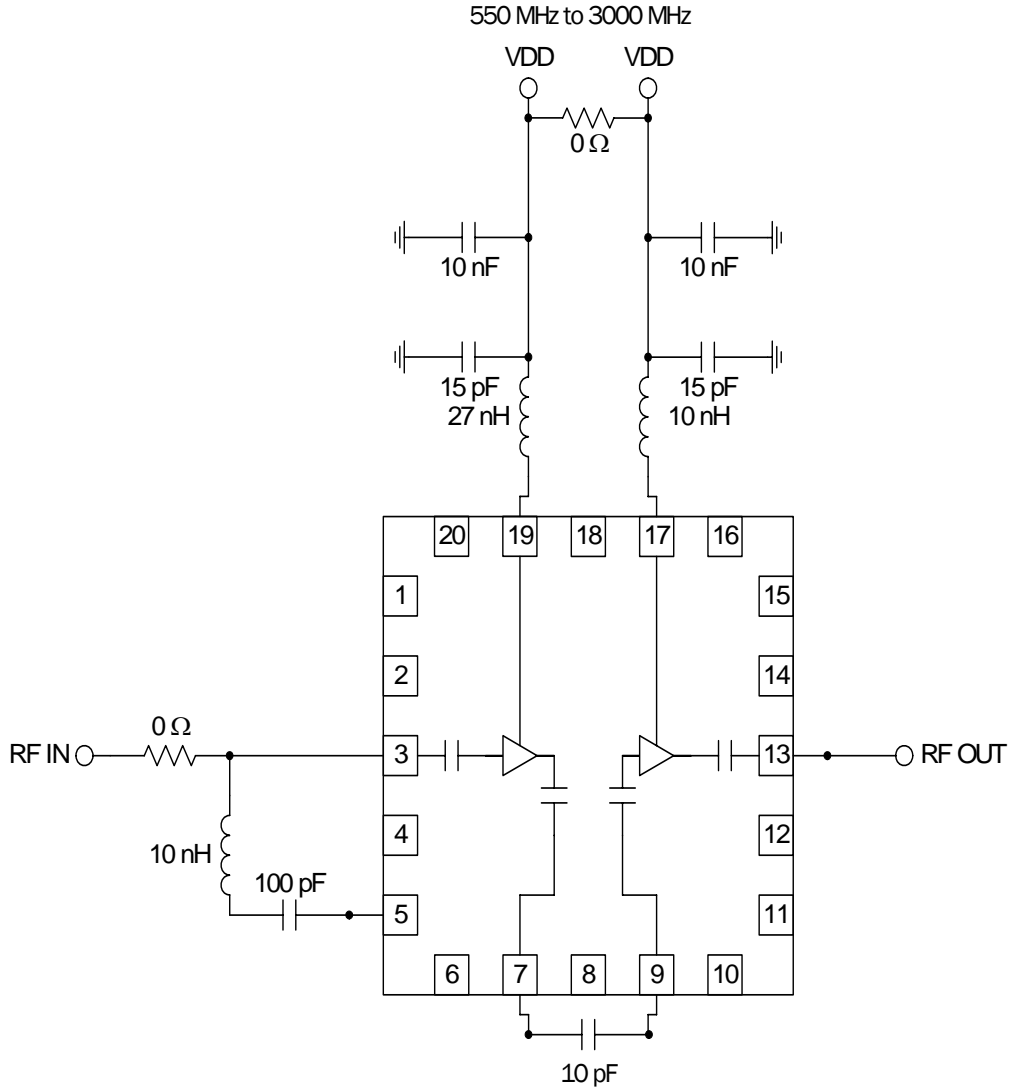 550 MHz to 3000 MHz
VDD VDD
0 Ω
10 nF 10 nF
15 pF 15 pF
27 nH 10 nH
20 19 18 17 16
1 15
2 14
0 Ω
RF IN 3 13 RF OUT
4 12
10 nH
100 pF
5 11
6 7 8 9 10
10 pF